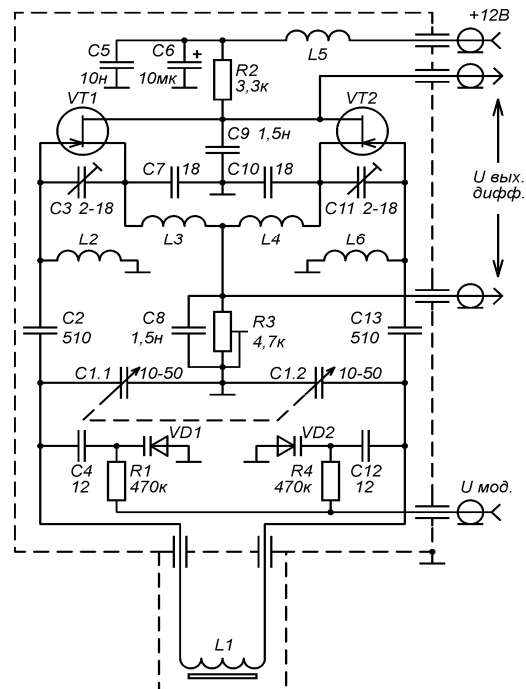 +12В
C5
C6
+
L5
10н
10мк
R2
3,3к
VT1
VT2
C9 1,5н
C7
18
C10
18
U вых.
дифф.
C3 2-18
C11 2-18
L2
L3
L4
L6
C2
510
C8
1,5н
R3
4,7к
C13
510
C1.1
10-50
C1.2
10-50
VD1
VD2
C4
12
R1
470к
R4
470к
C12
12
U мод.
L1